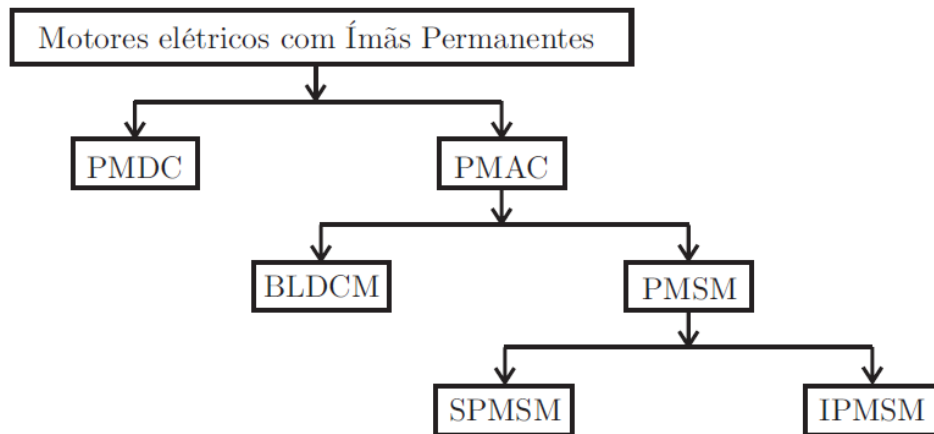 Motores elétricos com Ímãs Permanentes
PMDC
PMAC
BLDCM
PMSM
SPMSM
IPMSM